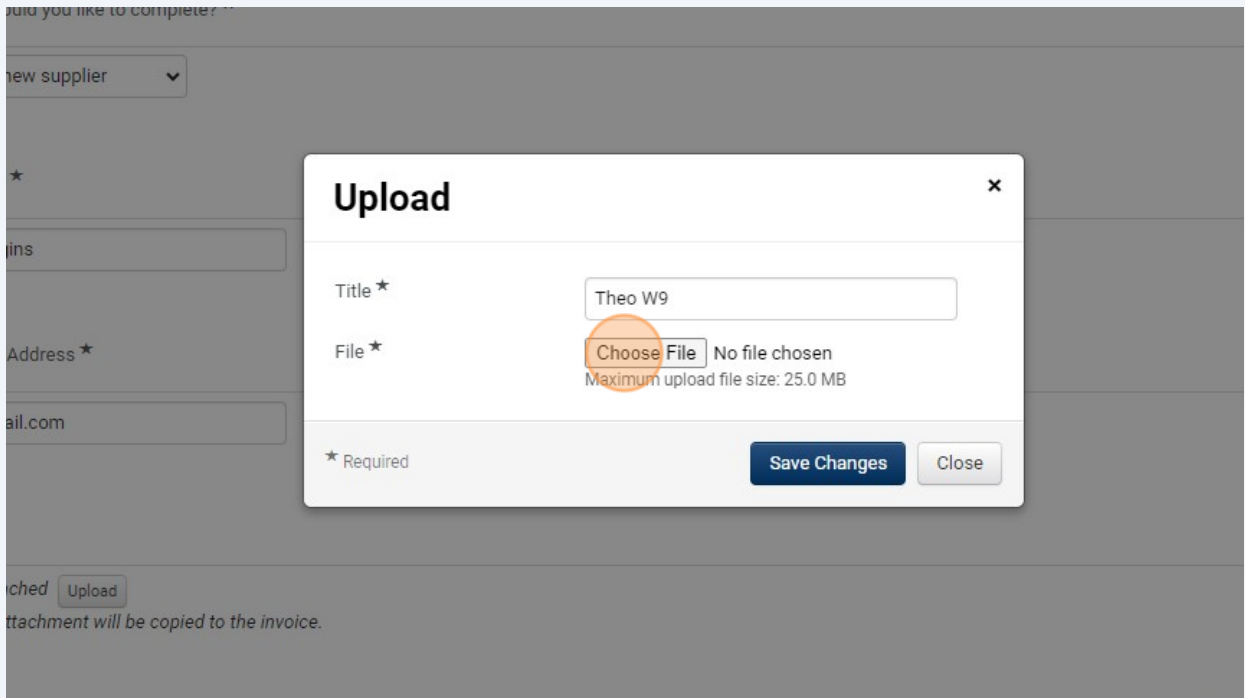 ould you like to complete? *
new supplier
★
Upload
×
gins
Title ★
Theo W9
File ★
Choose File No file chosen
Maximum upload file size: 25.0 MB
Address ★
ail.com
★ Required
Save Changes
Close
ched Upload
ttachment will be copied to the invoice.